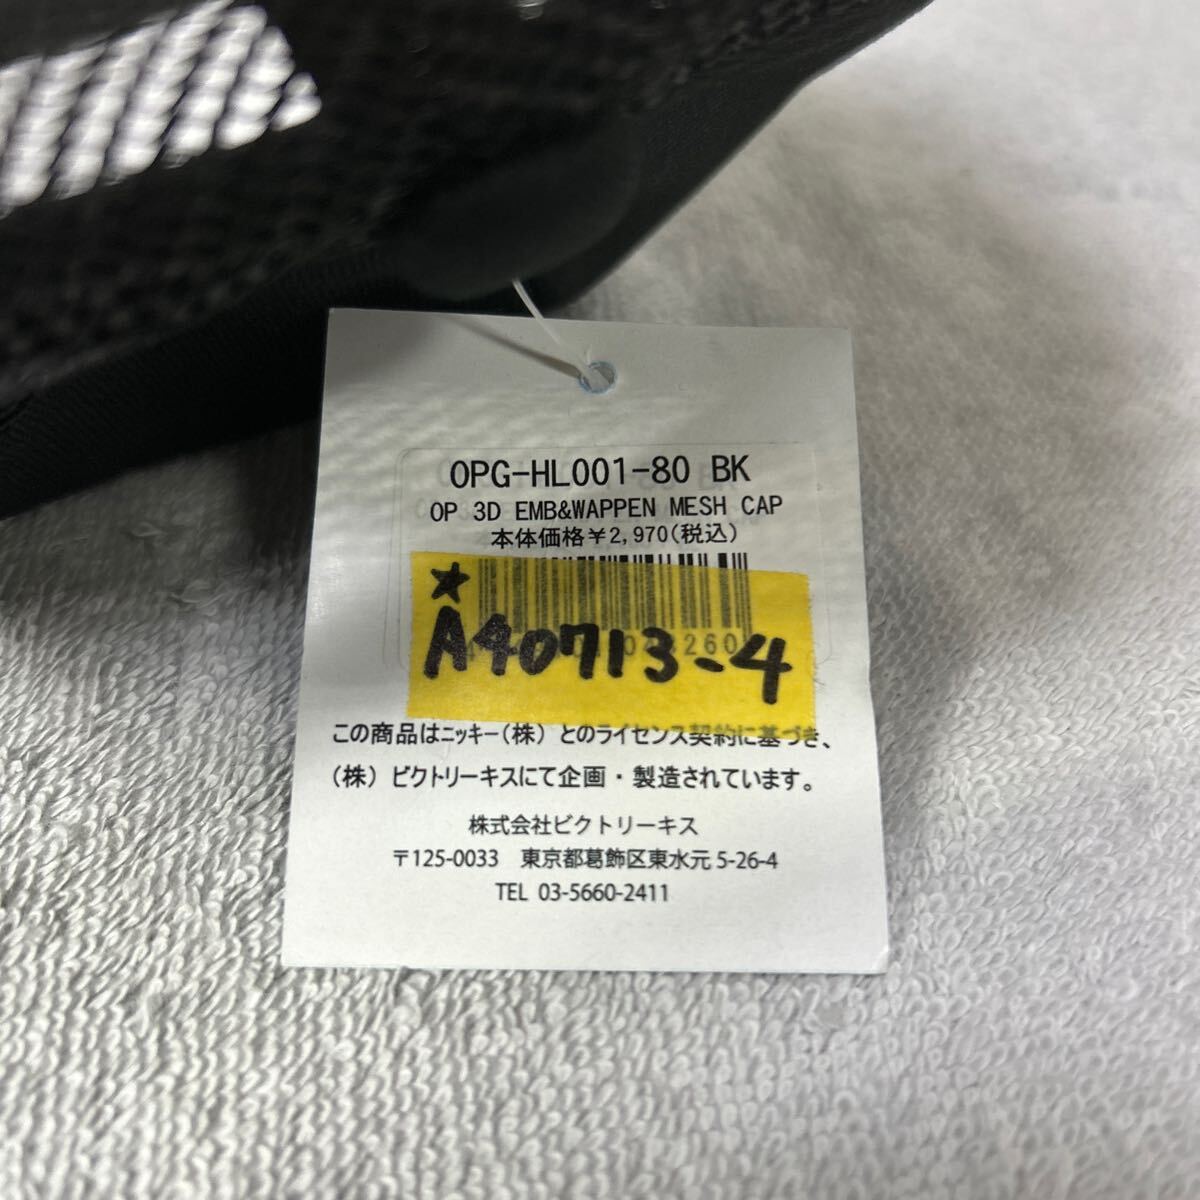 OPG-HL001-80 BK
OP 3D EMB&WAPPEN MESH CAP
本体価格￥2,970(税込)
★
A40713-4
この商品はニッキー(株)とのライセンス契約に基づき、
(株)ビクトリーキスにて企画・製造されています。
株式会社ビクトリーキス
〒125-0033 東京都葛飾区東水元5-26-4
TEL 03-5660-2411